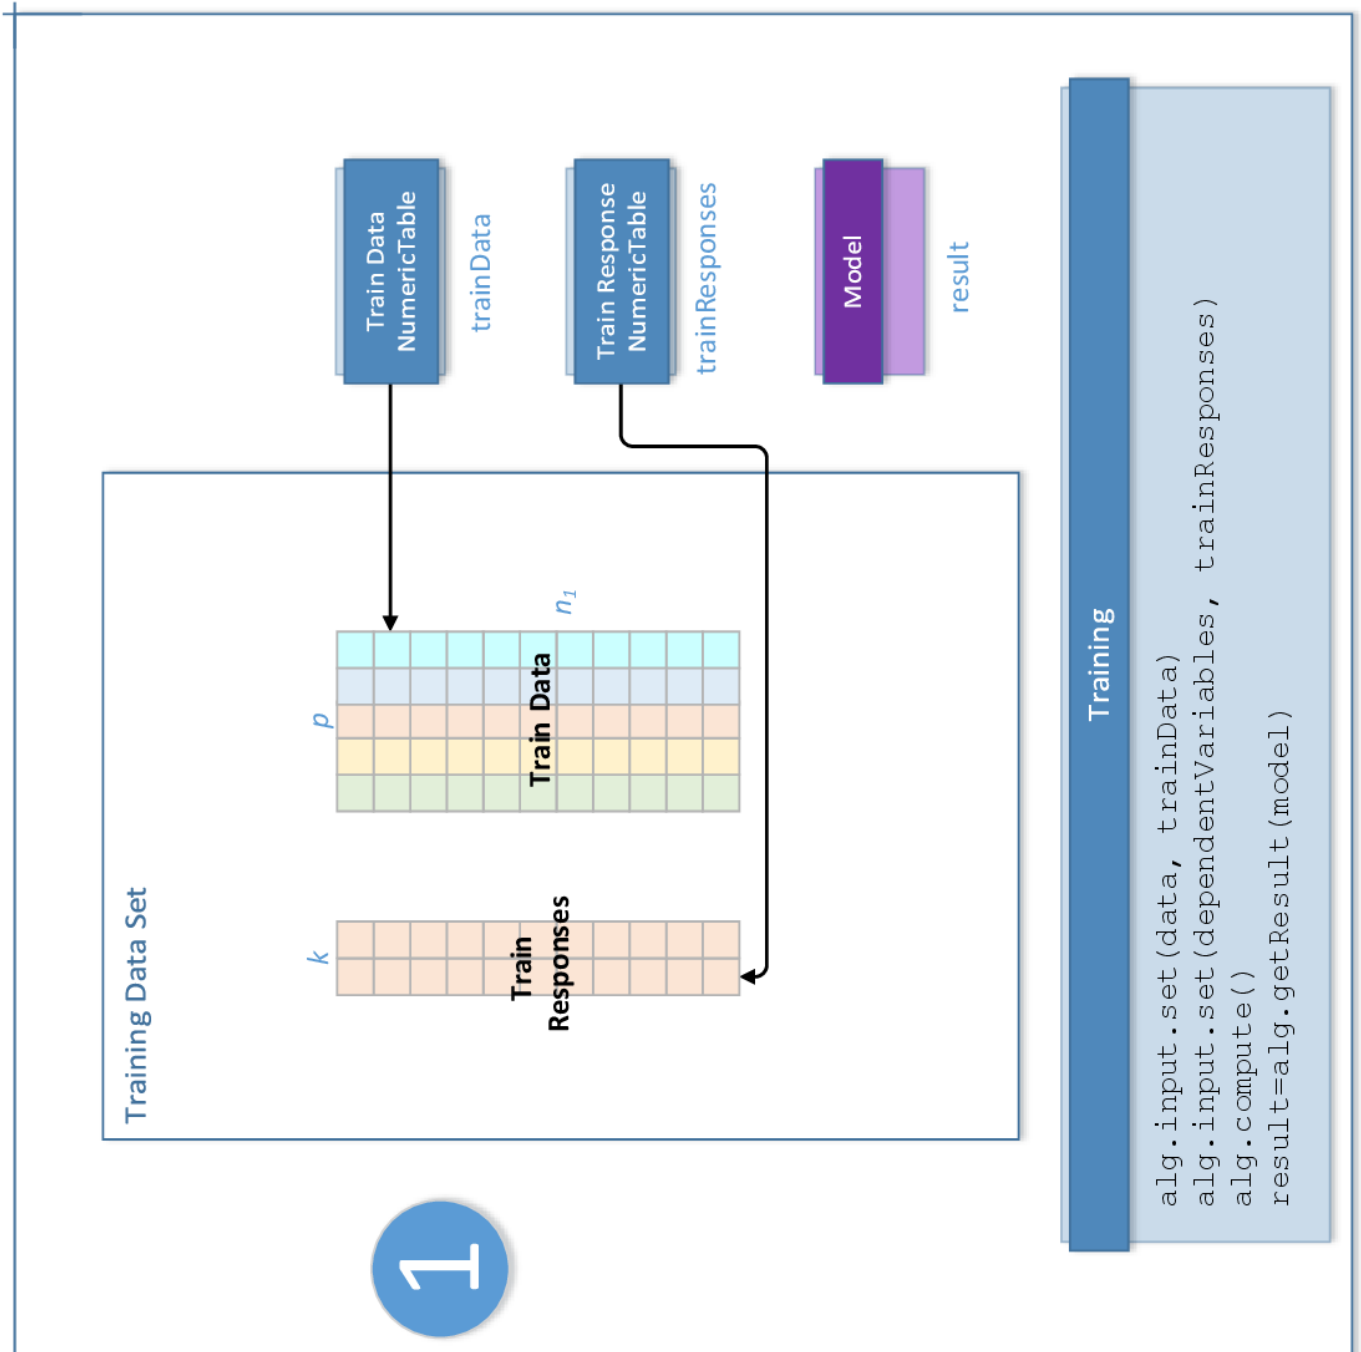 1
Training Data Set
k
p
n1
Train
Responses
Train Data
Train Data
NumericTable
trainData
Train Response
NumericTable
trainResponses
Model
result
Training
alg.input.set(data, trainData)
alg.input.set(dependentVariables, trainResponses)
alg.compute()
result=alg.getResult(model)